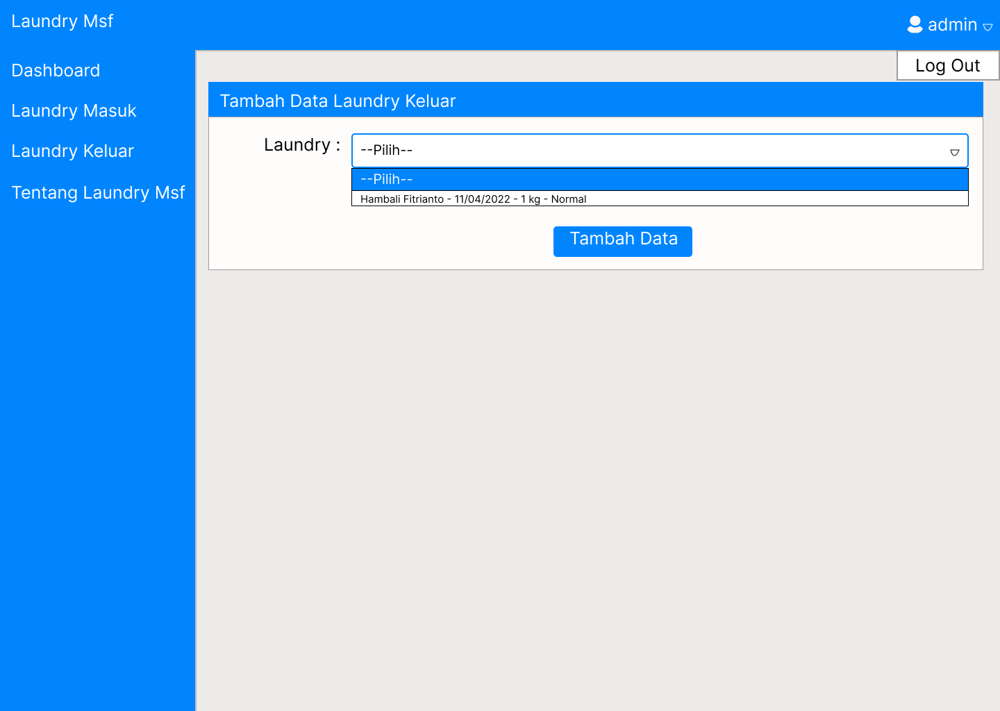 Laundry Msf
admin
Log Out
Dashboard
Laundry Masuk
Laundry Keluar
Tentang Laundry Msf
Tambah Data Laundry Keluar
Laundry :
--Pilih--
--Pilih--
Hambali Fitrianto - 11/04/2022 - 1 kg - Normal
Tambah Data